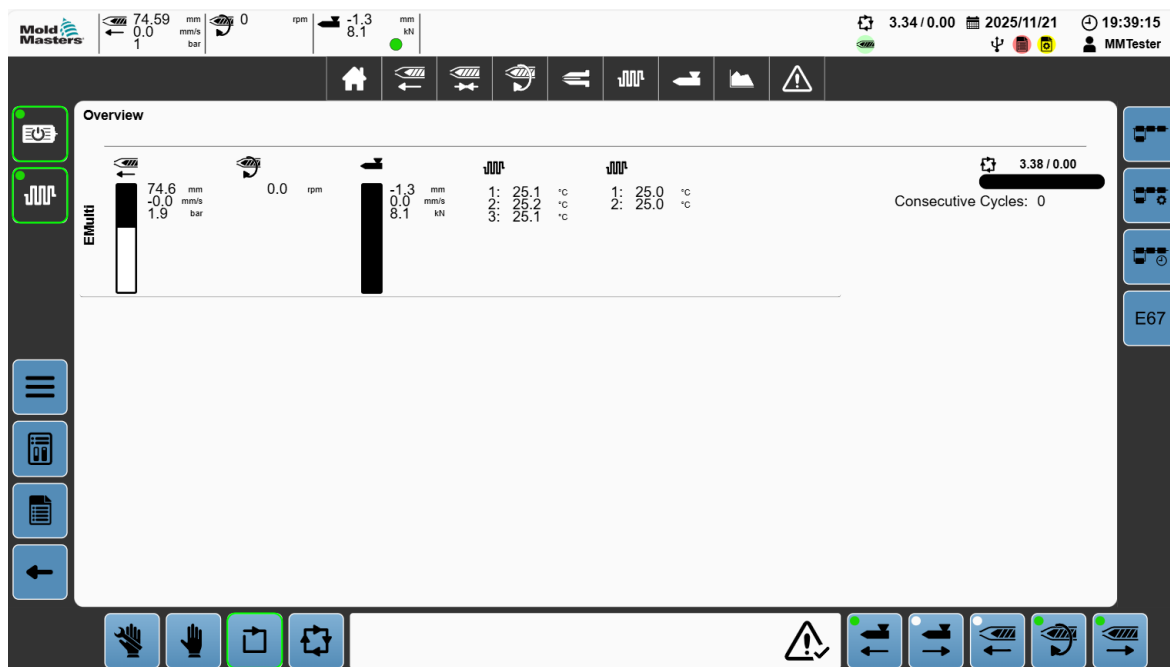 Mold
Masters
74.59 mm
0.0 mm/s
1 bar
0 rpm
-1.3 mm
8.1 kN
3.34 / 0.00
2025/11/21
19:39:15
MMTester
Overview
EMulti
74.6 mm
-0.0 mm/s
1.9 bar
0.0 rpm
-1.3 mm
0.0 mm/s
8.1 kN
1: 25.1 °C
2: 25.2 °C
3: 25.1 °C
1: 25.0 °C
2: 25.0 °C
3.38 / 0.00
Consecutive Cycles: 0
E67